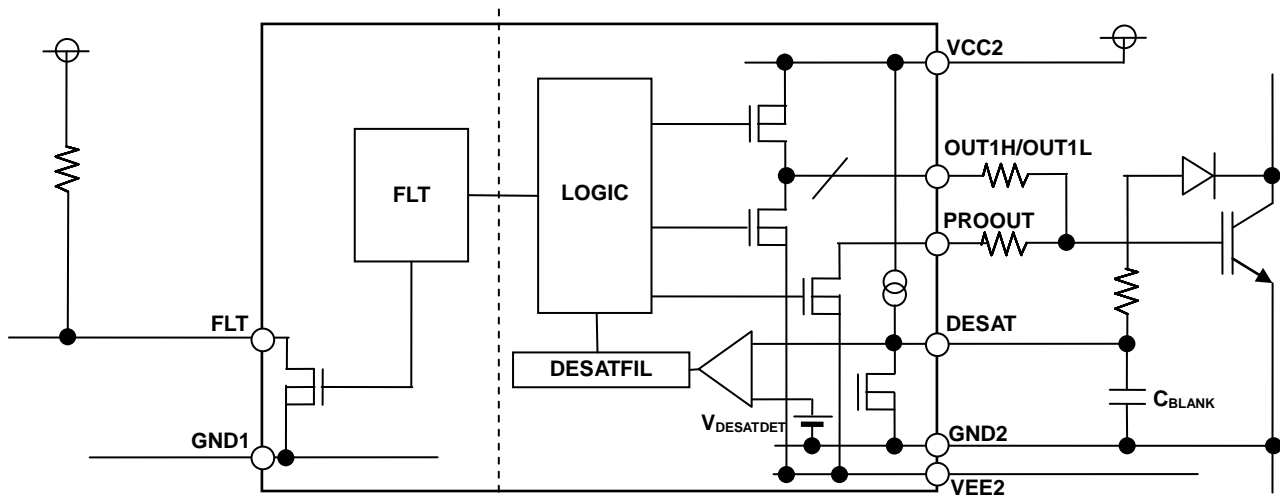 VCC2
OUT1H/OUT1L
FLT
LOGIC
PROOUT
FLT
DESAT
DESATFIL
CBLANK
VDESATDET
GND1
GND2
VEE2